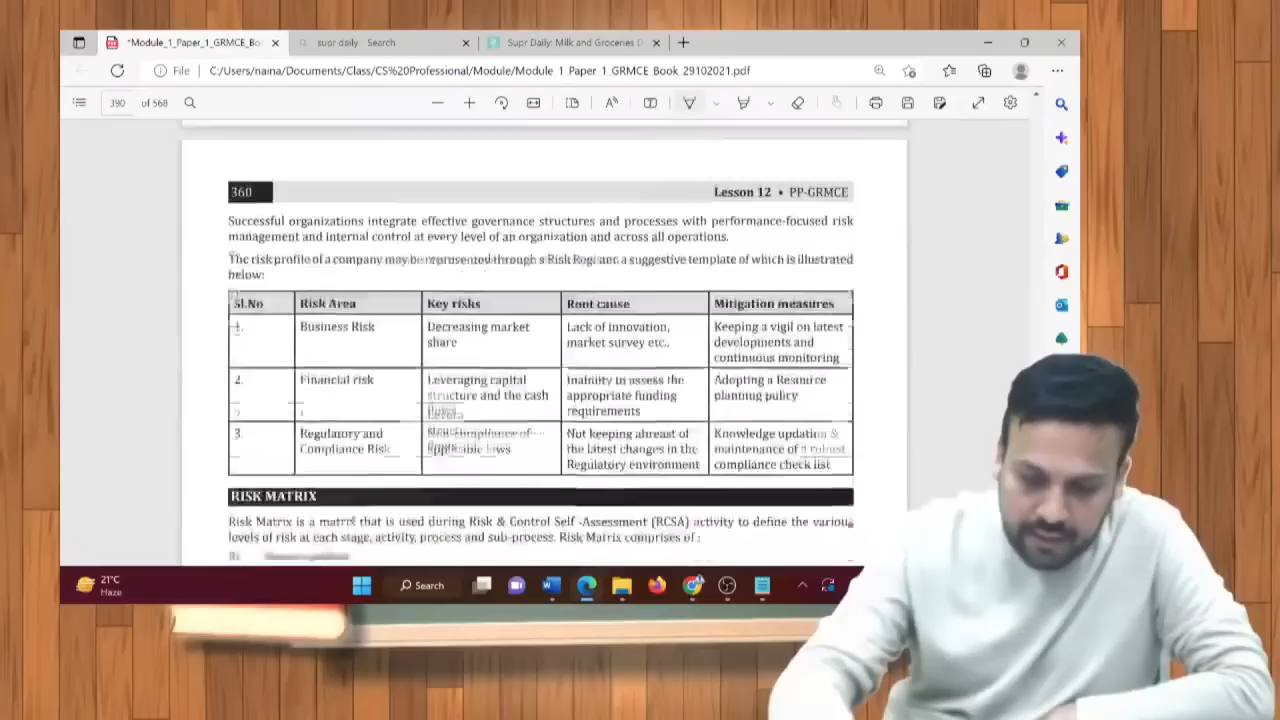 *Module_1_Paper_1_GRMCE_Bo
supr daily Search
Supr Daily: Milk and Groceries D
File C:/Users/naina/Documents/Class/CS%20Professional/Module/Module_1_Paper_1_GRMCE_Book_29102021.pdf
390 of 568
360 Lesson 12 • PP-GRMCE
Successful organizations integrate effective governance structures and processes with performance-focused risk
management and internal control at every level of an organization and across all operations.
The risk profile of a company may be represented through a Risk Register, a suggestive template of which is illustrated
below:
Sl.No Risk Area Key risks Root cause Mitigation measures
1. Business Risk Decreasing market share Lack of innovation, market survey etc., Keeping a vigil on latest developments and continuous monitoring
2. Financial risk Leveraging capital structure and the cash flows Inability to assess the appropriate funding requirements Adopting a Resource planning policy
3. Regulatory and Compliance Risk Non-compliance of applicable laws Not keeping abreast of the latest changes in the Regulatory environment Knowledge updation & maintenance of a robust compliance check list
RISK MATRIX
Risk Matrix is a matrix that is used during Risk & Control Self -Assessment (RCSA) activity to define the various
levels of risk at each stage, activity, process and sub-process. Risk Matrix comprises of :
21°C
Haze
Search